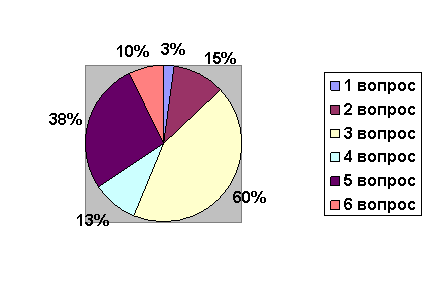 10% 3%
15%
38%
60%
13%
1 вопрос
2 вопрос
3 вопрос
4 вопрос
5 вопрос
6 вопрос